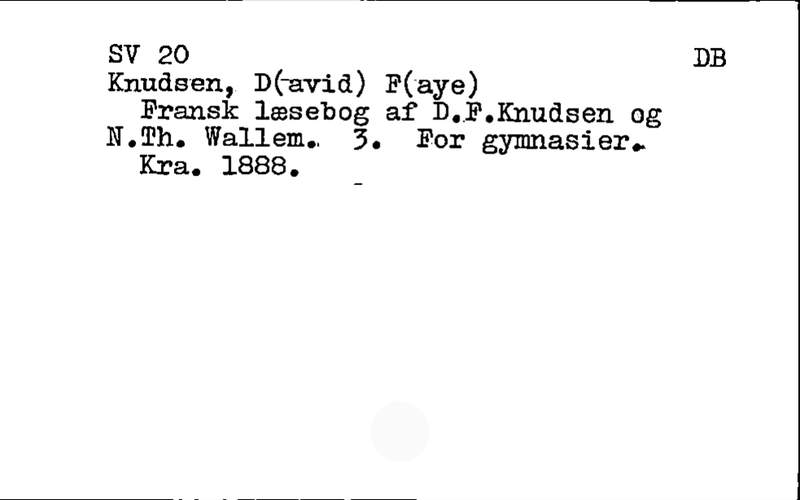 SV 20 DB
Knudsen, D(avid) F(aye)
Fransk læsebog af D.F.Knudsen og
N.Th. Wallem. 3. For gymnasier.
Kra. 1888.